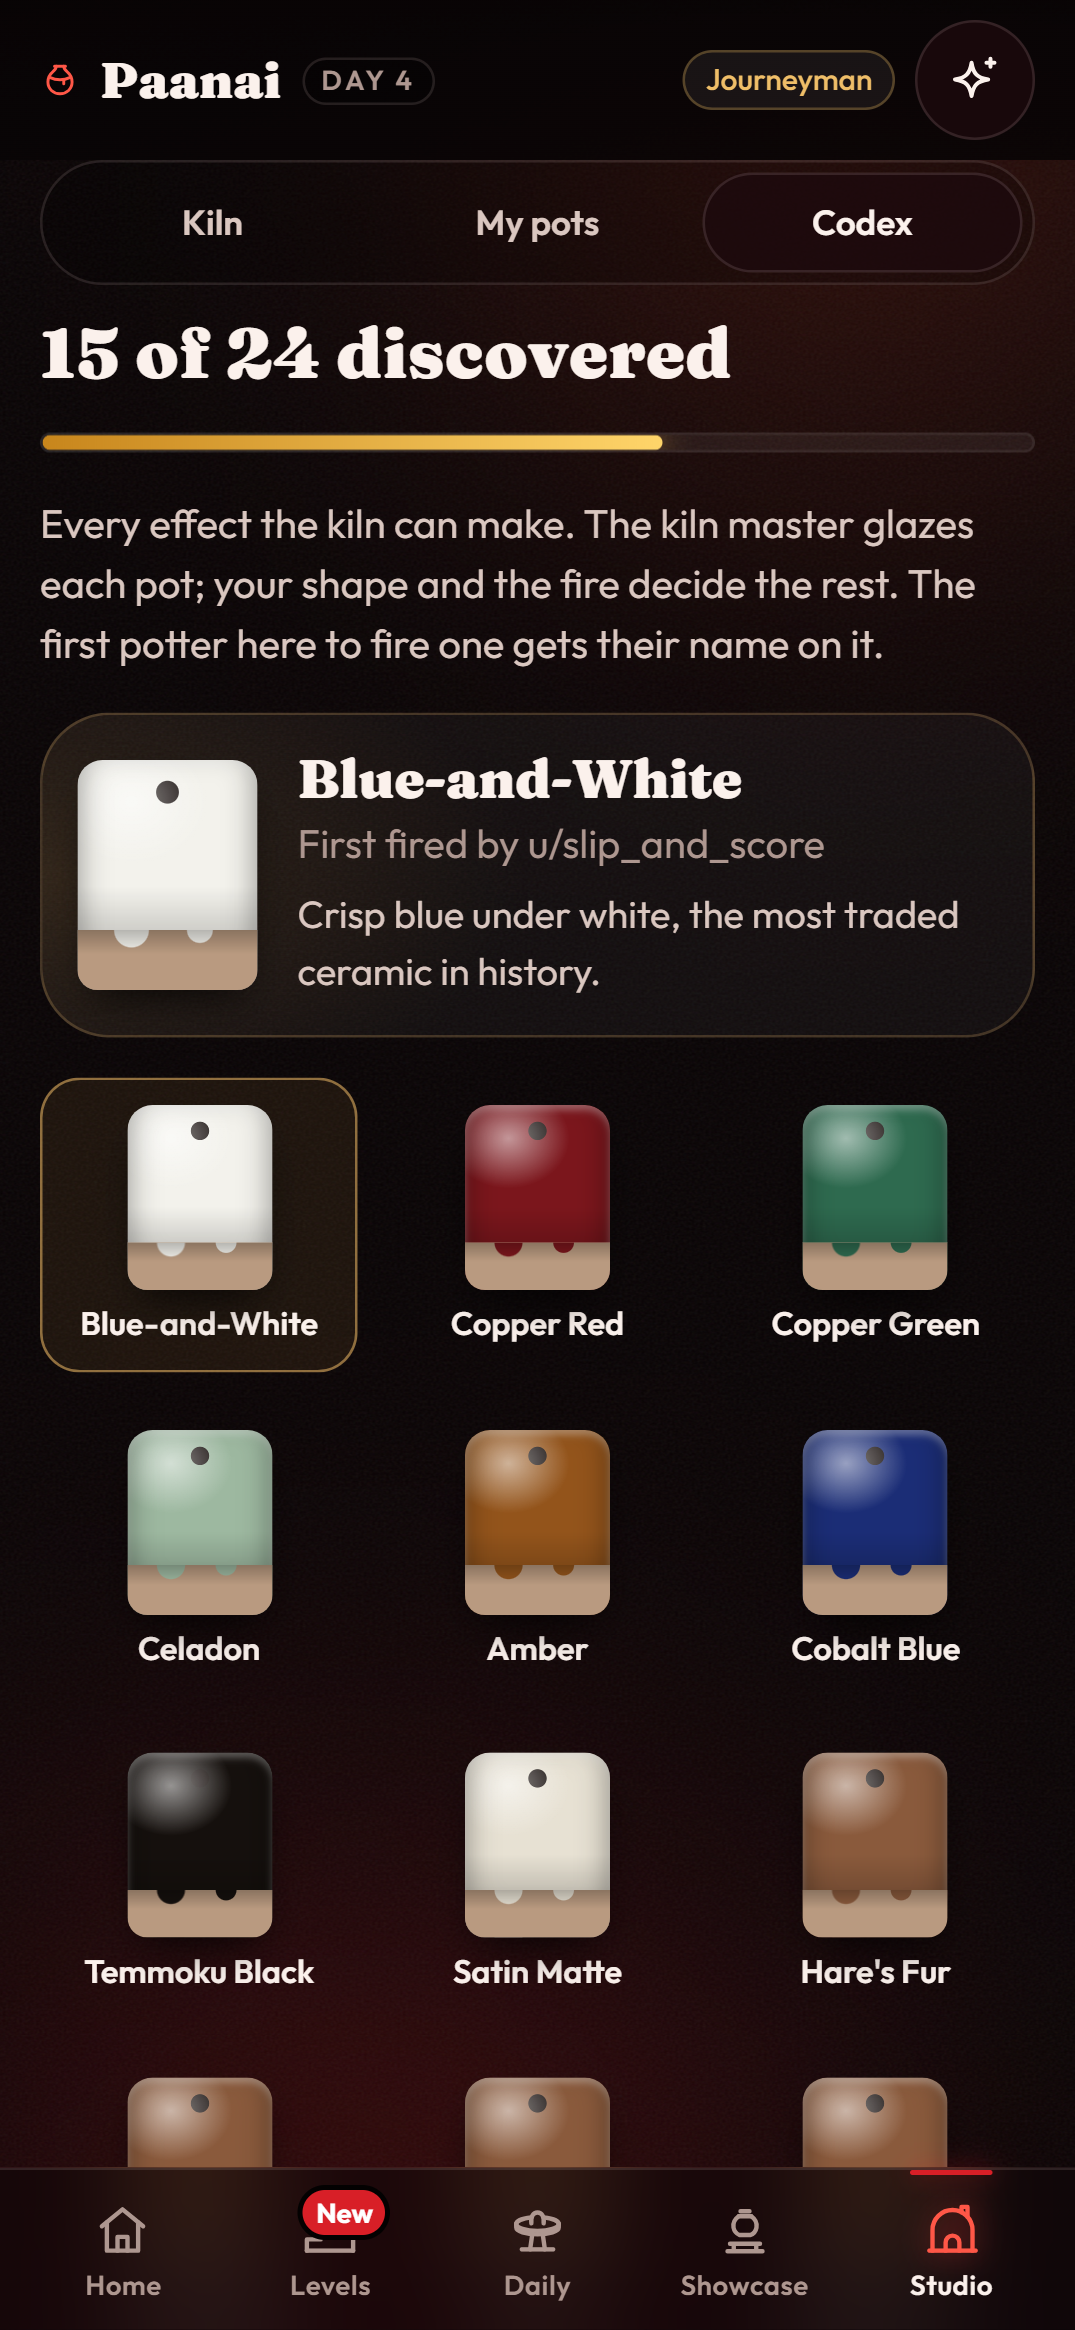 Paanai
DAY 4
Journeyman
Kiln
My pots
Codex
15 of 24 discovered
Every effect the kiln can make. The kiln master glazes
each pot; your shape and the fire decide the rest. The
first potter here to fire one gets their name on it.
Blue-and-White
First fired by u/slip_and_score
Crisp blue under white, the most traded
ceramic in history.
Blue-and-White
Copper Red
Copper Green
Celadon
Amber
Cobalt Blue
Temmoku Black
Satin Matte
Hare's Fur
New
Home
Levels
Daily
Showcase
Studio